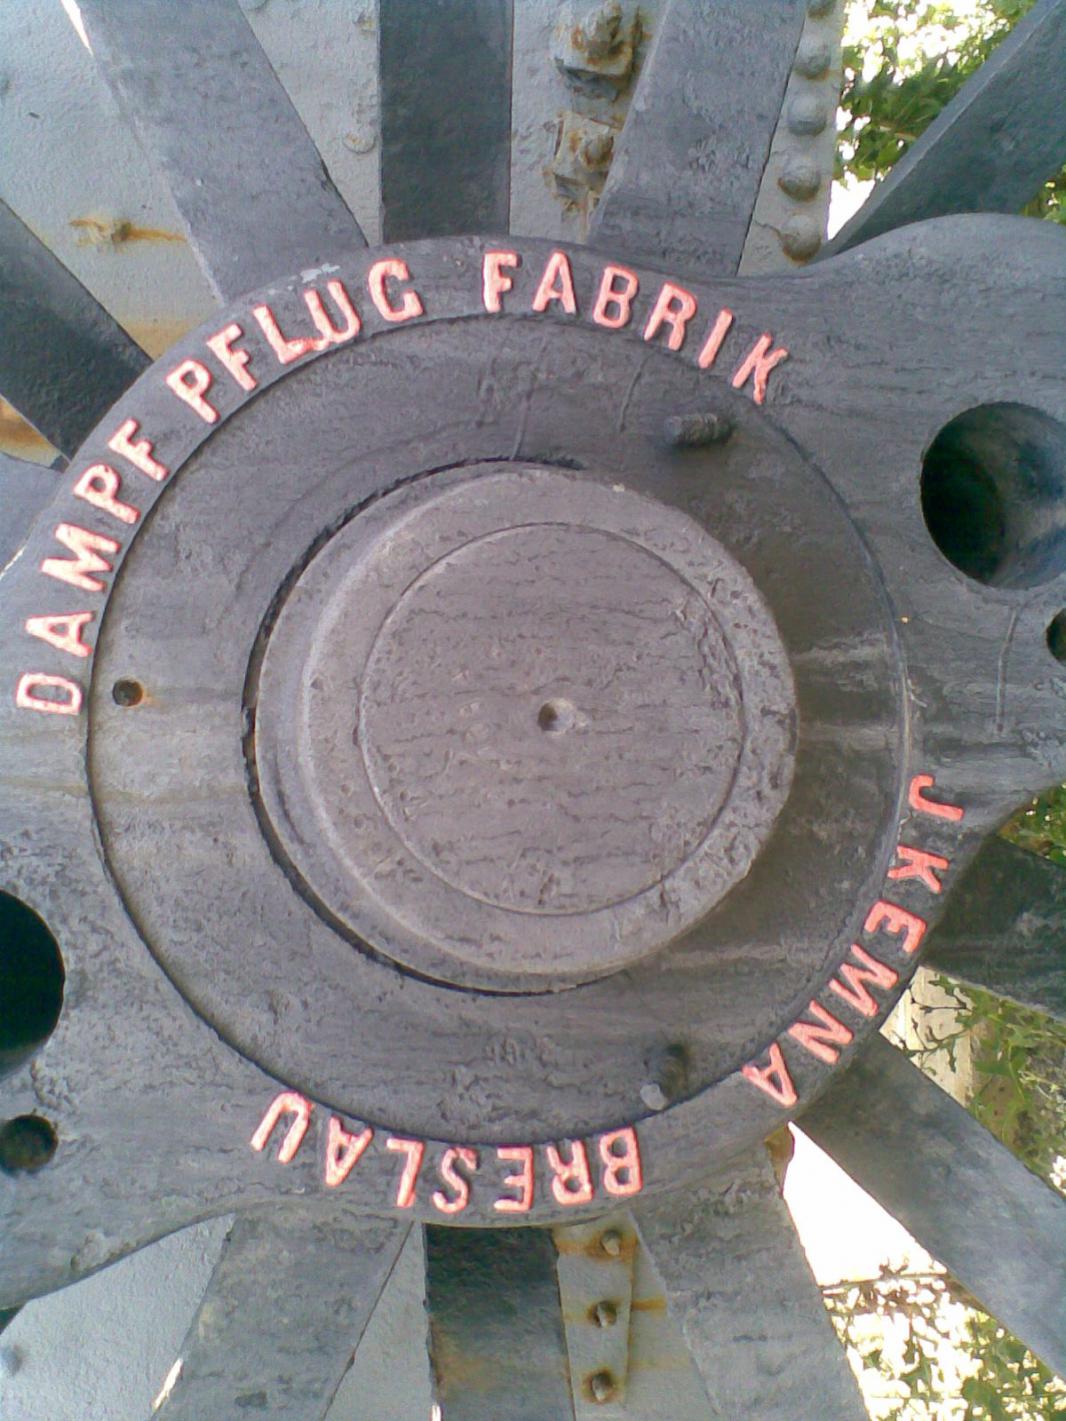 DAMPF PFLUG FABRIK
J KEMNA
BRESLAU